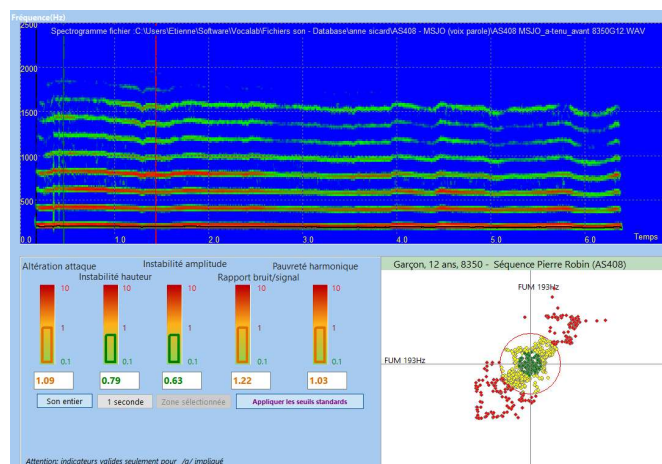 Fréquence(Hz)
2500
Spectrogramme fichier :C:\Users\Etienne\Software\Vocalab\Fichiers son - Database\anne sicard\AS408 - MSJO (voix parole)\AS408 MSJO_a-tenu_avant 8350G12.WAV
2000
1500
1000
500
0.0 1.0 2.0 3.0 4.0 5.0 6.0 Temps
Altération attaque Instabilité amplitude Pauvreté harmonique
Instabilité hauteur Rapport bruit/signal
10 10 10 10 10
1 1 1 1 1
0.1 0.1 0.1 0.1 0.1
1.09 0.79 0.63 1.22 1.03
Son entier 1 seconde Zone sélectionnée Appliquer les seuils standards
Attention: indicateurs valides seulement pour /a/ impliqué
Garçon, 12 ans, 8350 - Séquence Pierre Robin (AS408)
FUM 193Hz
FUM 193Hz